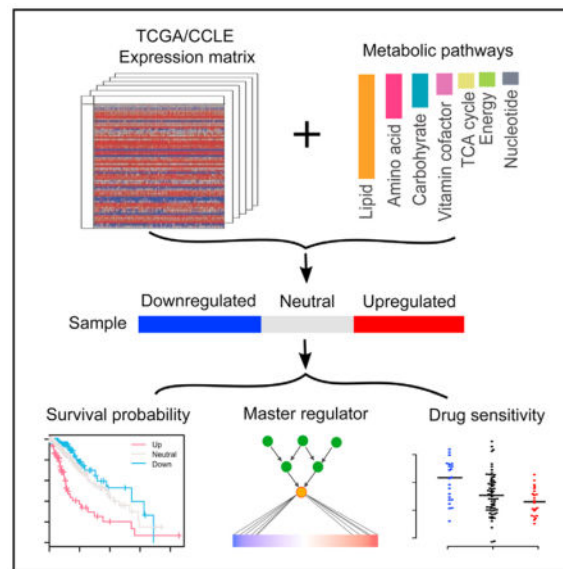 TCGA/CCLE
Expression matrix
Metabolic pathways
Lipid
Amino acid
Carbohyrate
Vitamin cofactor
TCA cycle
Energy
Nucleotide
+
Downregulated Neutral Upregulated
Sample
Survival probability
Up
Neutral
Down
Master regulator
Drug sensitivity